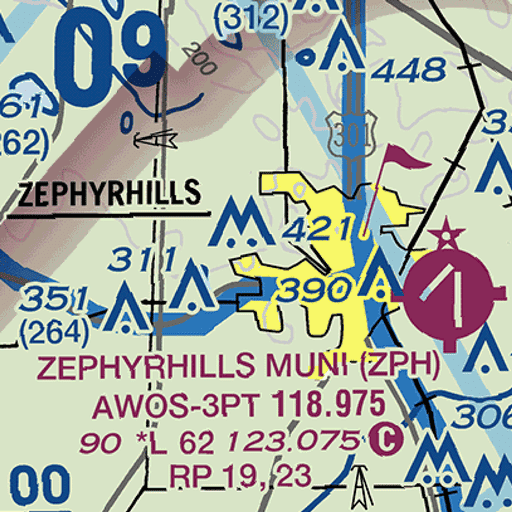 (312)
09
200
448
61
262)
301
ZEPHYRHILLS
421
311
390
351
(264)
ZEPHYRHILLS MUNI (ZPH)
AWOS-3PT 118.975
90 *L 62 123.075 C
306
RP 19, 23
00